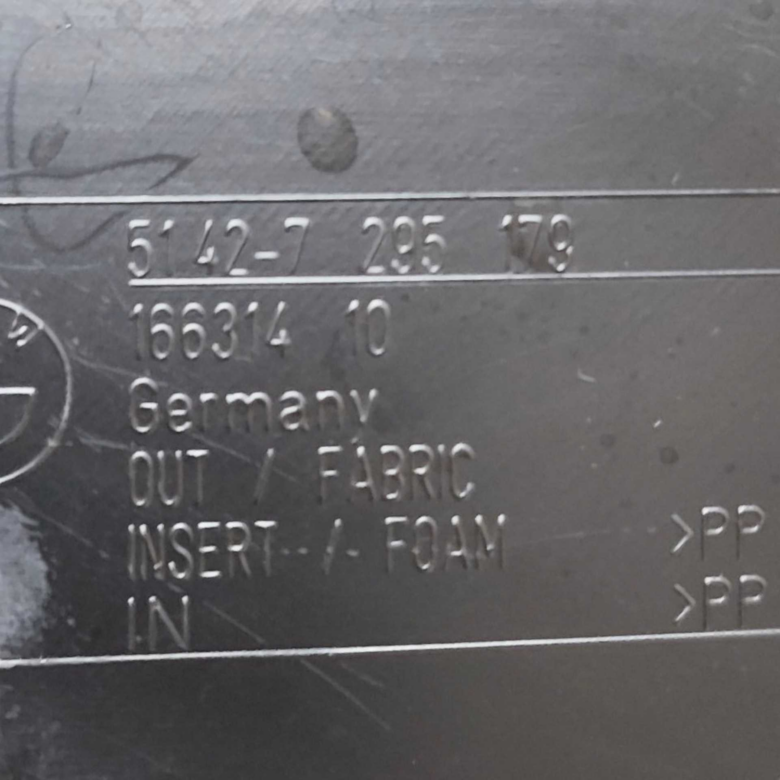 5142-7 295 179
166314 10
Germany
OUT / FABRIC
INSERT / FOAM >PP
IN >PP